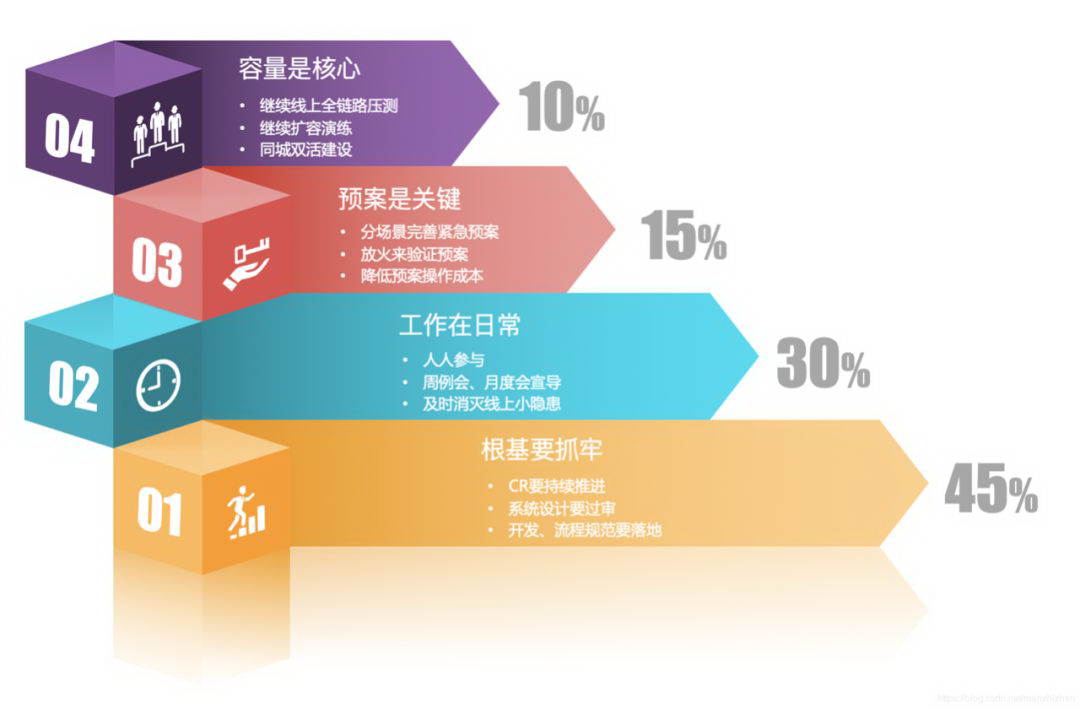 04
容量是核心
• 继续线上全链路压测
• 继续扩容演练
• 同城双活建设
10%
03
预案是关键
• 分场景完善紧急预案
• 放火来验证预案
• 降低预案操作成本
15%
02
工作在日常
• 人人参与
• 周例会、月度会宣导
• 及时消灭线上小隐患
30%
01
根基要抓牢
• CR要持续推进
• 系统设计要过审
• 开发、流程规范要落地
45%